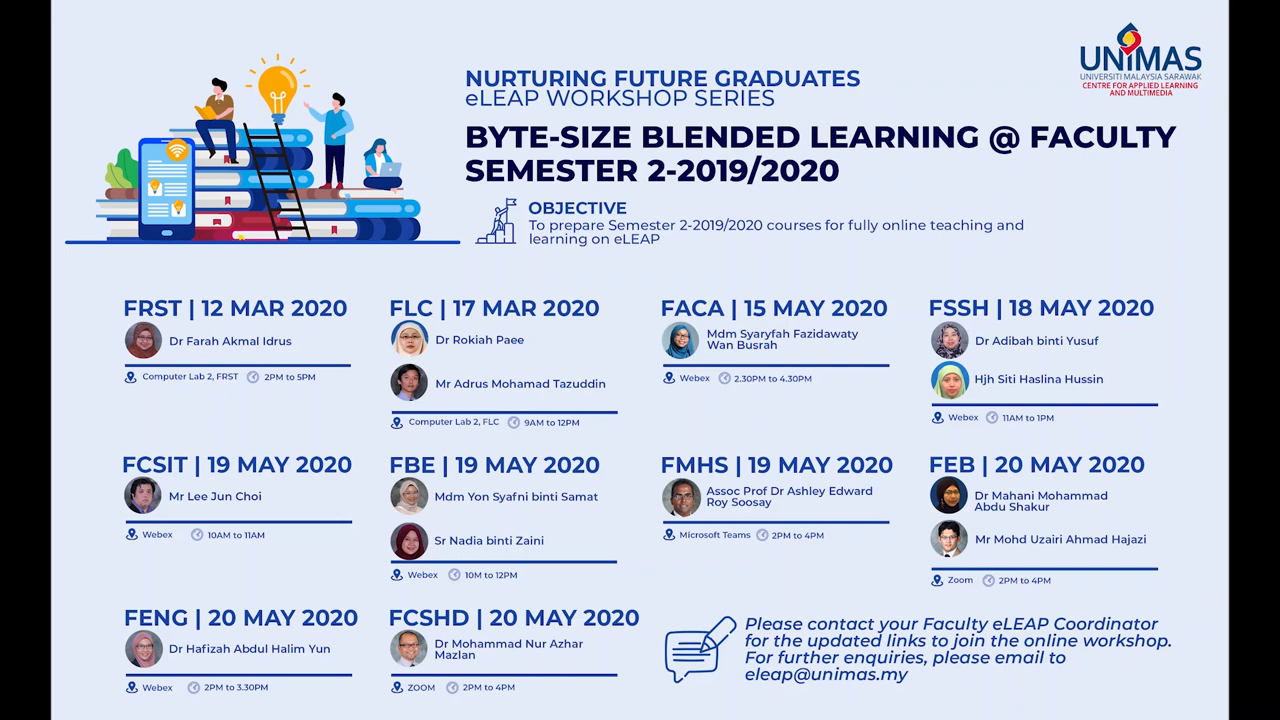 UNIMAS
UNIVERSITI MALAYSIA SARAWAK
CENTRE FOR APPLIED LEARNING
AND MULTIMEDIA
NURTURING FUTURE GRADUATES
eLEAP WORKSHOP SERIES
BYTE-SIZE BLENDED LEARNING @ FACULTY
SEMESTER 2-2019/2020
OBJECTIVE
To prepare Semester 2-2019/2020 courses for fully online teaching and
learning on eLEAP
FRST | 12 MAR 2020
Dr Farah Akmal Idrus
Computer Lab 2, FRST 2PM to 5PM
FLC | 17 MAR 2020
Dr Rokiah Paee
Mr Adrus Mohamad Tazuddin
Computer Lab 2, FLC 9AM to 12PM
FACA | 15 MAY 2020
Mdm Syaryfah Fazidawaty
Wan Busrah
Webex 2.30PM to 4.30PM
FSSH | 18 MAY 2020
Dr Adibah binti Yusuf
Hjh Siti Haslina Hussin
Webex 11AM to 1PM
FCSIT | 19 MAY 2020
Mr Lee Jun Choi
Webex 10AM to 11AM
FBE | 19 MAY 2020
Mdm Yon Syafni binti Samat
Sr Nadia binti Zaini
Webex 10M to 12PM
FMHS | 19 MAY 2020
Assoc Prof Dr Ashley Edward
Roy Soosay
Microsoft Teams 2PM to 4PM
FEB | 20 MAY 2020
Dr Mahani Mohammad
Abdu Shakur
Mr Mohd Uzairi Ahmad Hajazi
Zoom 2PM to 4PM
FENG | 20 MAY 2020
Dr Hafizah Abdul Halim Yun
Webex 2PM to 3.30PM
FCSHD | 20 MAY 2020
Dr Mohammad Nur Azhar
Mazlan
ZOOM 2PM to 4PM
Please contact your Faculty eLEAP Coordinator
for the updated links to join the online workshop.
For further enquiries, please email to
eleap@unimas.my